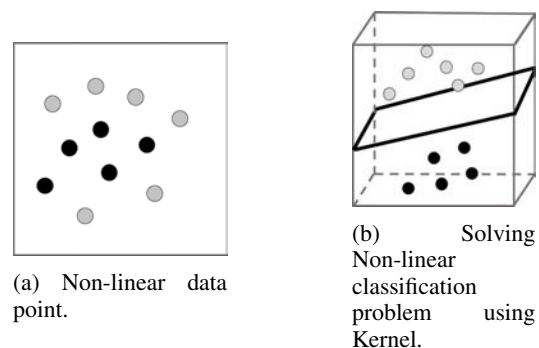 (a) Non-linear data
point.
(b) Solving
Non-linear
classification
problem using
Kernel.